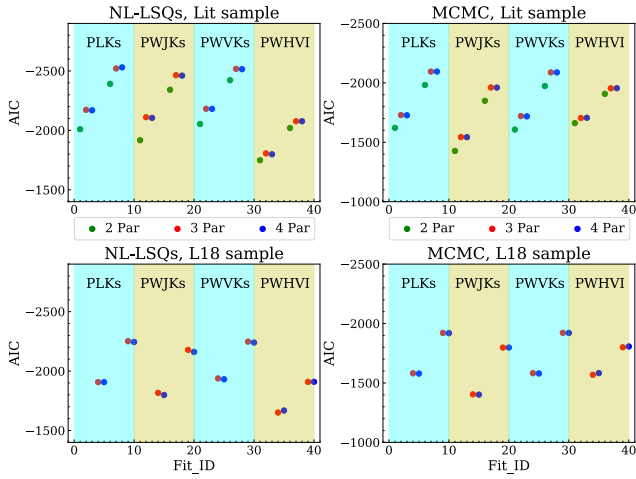 NL-LSQs, Lit sample
MCMC, Lit sample
PLKs PWJKs PWVKs PWHVI
PLKs PWJKs PWVKs PWHVI
AIC
−2500
−2000
−1500
0 10 20 30 40
AIC
−2500
−2000
−1500
−1000
0 10 20 30 40
2 Par 3 Par 4 Par
2 Par 3 Par 4 Par
NL-LSQs, L18 sample
MCMC, L18 sample
PLKs PWJKs PWVKs PWHVI
PLKs PWJKs PWVKs PWHVI
AIC
−2500
−2000
−1500
0 10 20 30 40
Fit_ID
AIC
−2500
−2000
−1500
−1000
0 10 20 30 40
Fit_ID